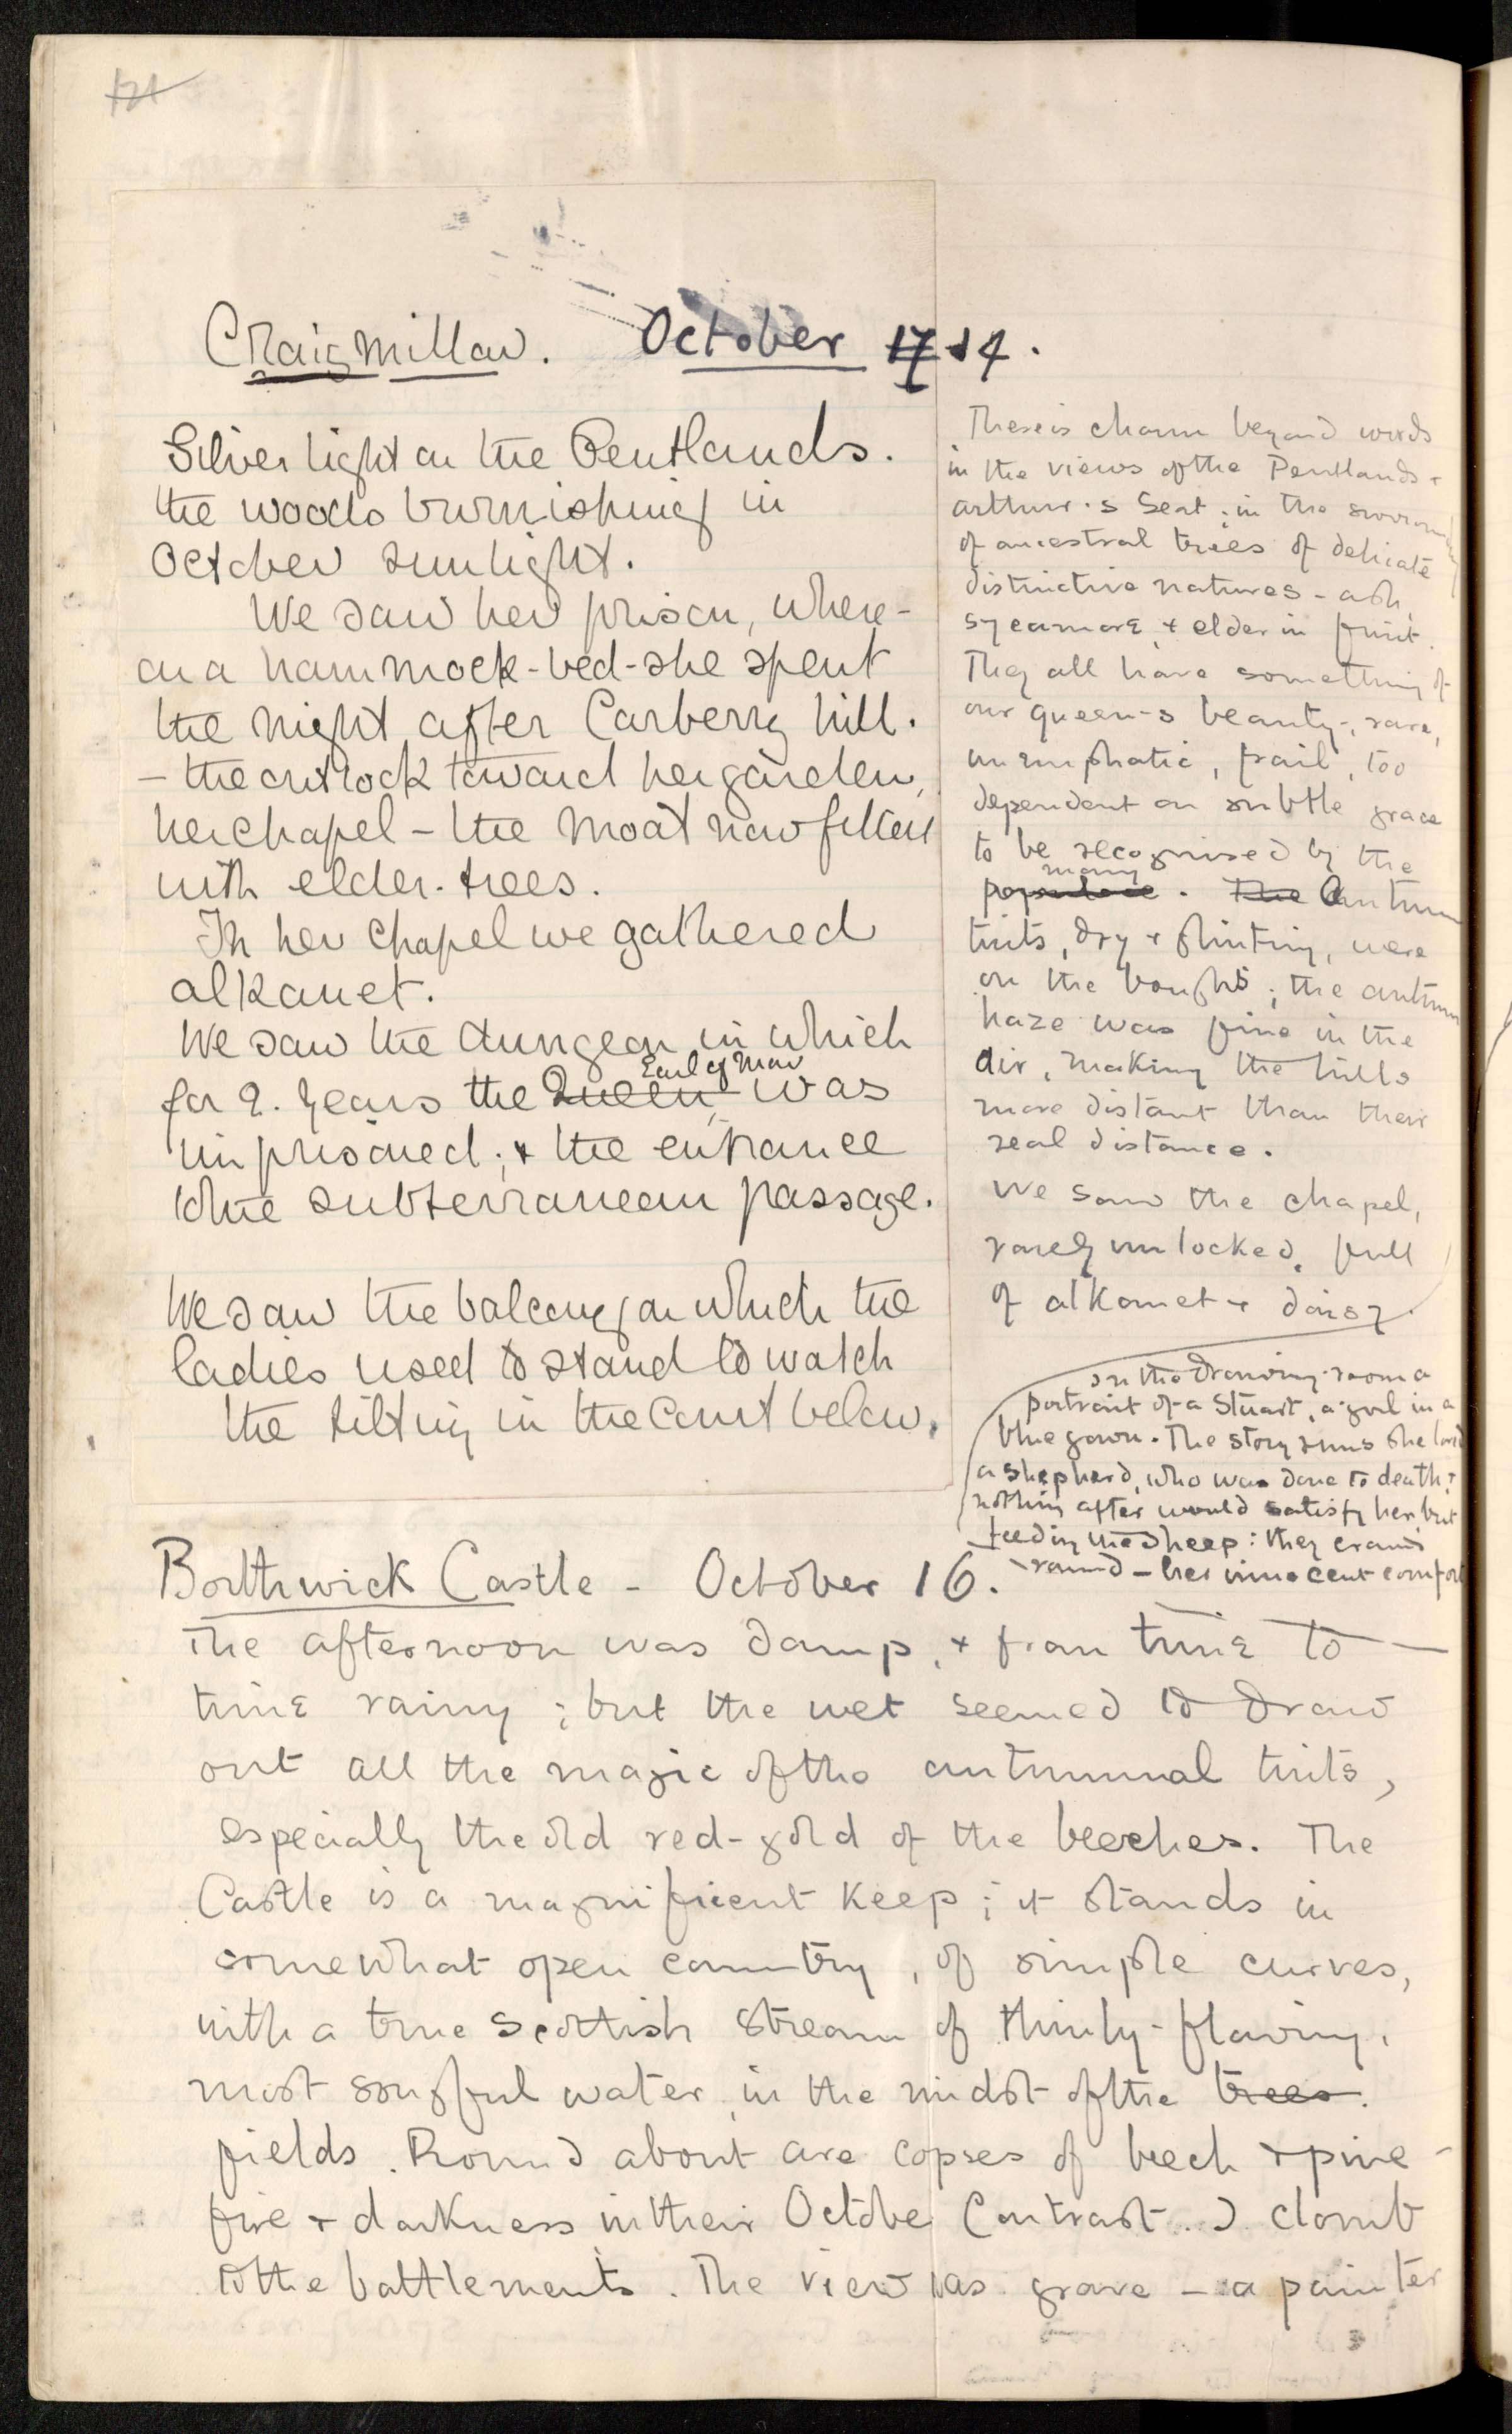 Craigmillar. October 14.
Silver light on the Pentlands.
the woods burnishing in
October sunlight.
We saw her prison, where -
on a hammock-bed - she spent
the night after Carberry hill.
- the outlook toward her garden,
her chapel - the moat now filled
with elder-trees.
In her chapel we gathered
alkanet.
We saw the dungeon in which
Earl of Mar
for 2. years the Queen was
imprisoned; & the entrance
to the subterranean passage.
We saw the balcony on which the
ladies used to stand to watch
the tilting in the Court below.
There is charm beyond words
in the views of the Pentlands &
Arthur's Seat; in the
of ancestral trees of delicate
distinctive natures - ash,
sycamore & elder in fruit.
They all have something of
our queen's beauty, rare,
unemphatic, frail, too
dependent on subtle grace
to be recognised by the
many
populace. The Autumn
tints, dry & glinting, were
on the boughs; the autumn
haze was fine in the
air, making the hills
more distant than their
real distance.
We saw the chapel,
rarely unlocked, full
of alkanet & daisy.
In the drawing-room a
portrait of a Stuart, a girl in a
blue gown. The story runs she loved
a shepherd, who was done to death, &
nothing after would satisfy her but
feeding the sheep: they crowd
round - her innocent comfort
Borthwick Castle - October 16.
The afternoon was damp, & from time to
time rainy; but the wet seemed to draw
out all the magic of the autumnal tints,
especially the old red-gold of the beeches. The
Castle is a magnificent keep; it stands in
somewhat open country, of simple curves,
with a true Scottish stream of thinly-flowing,
most songful water, in the midst of the trees.
fields. Round about are copses of beech & pine -
fire & darkness in their October Contrast. I clomb
to the battlements. The view was grave - a painter